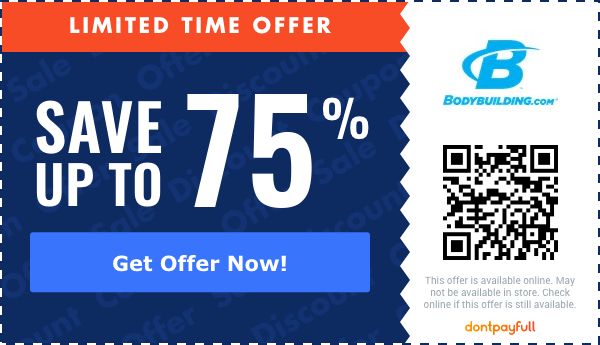 LIMITED TIME OFFER
SAVE
UP TO
75%
Get Offer Now!
B
BODYBUILDING.COM
This offer is available online. May
not be available in store. Check
online if this offer is still available.
dontpayfull